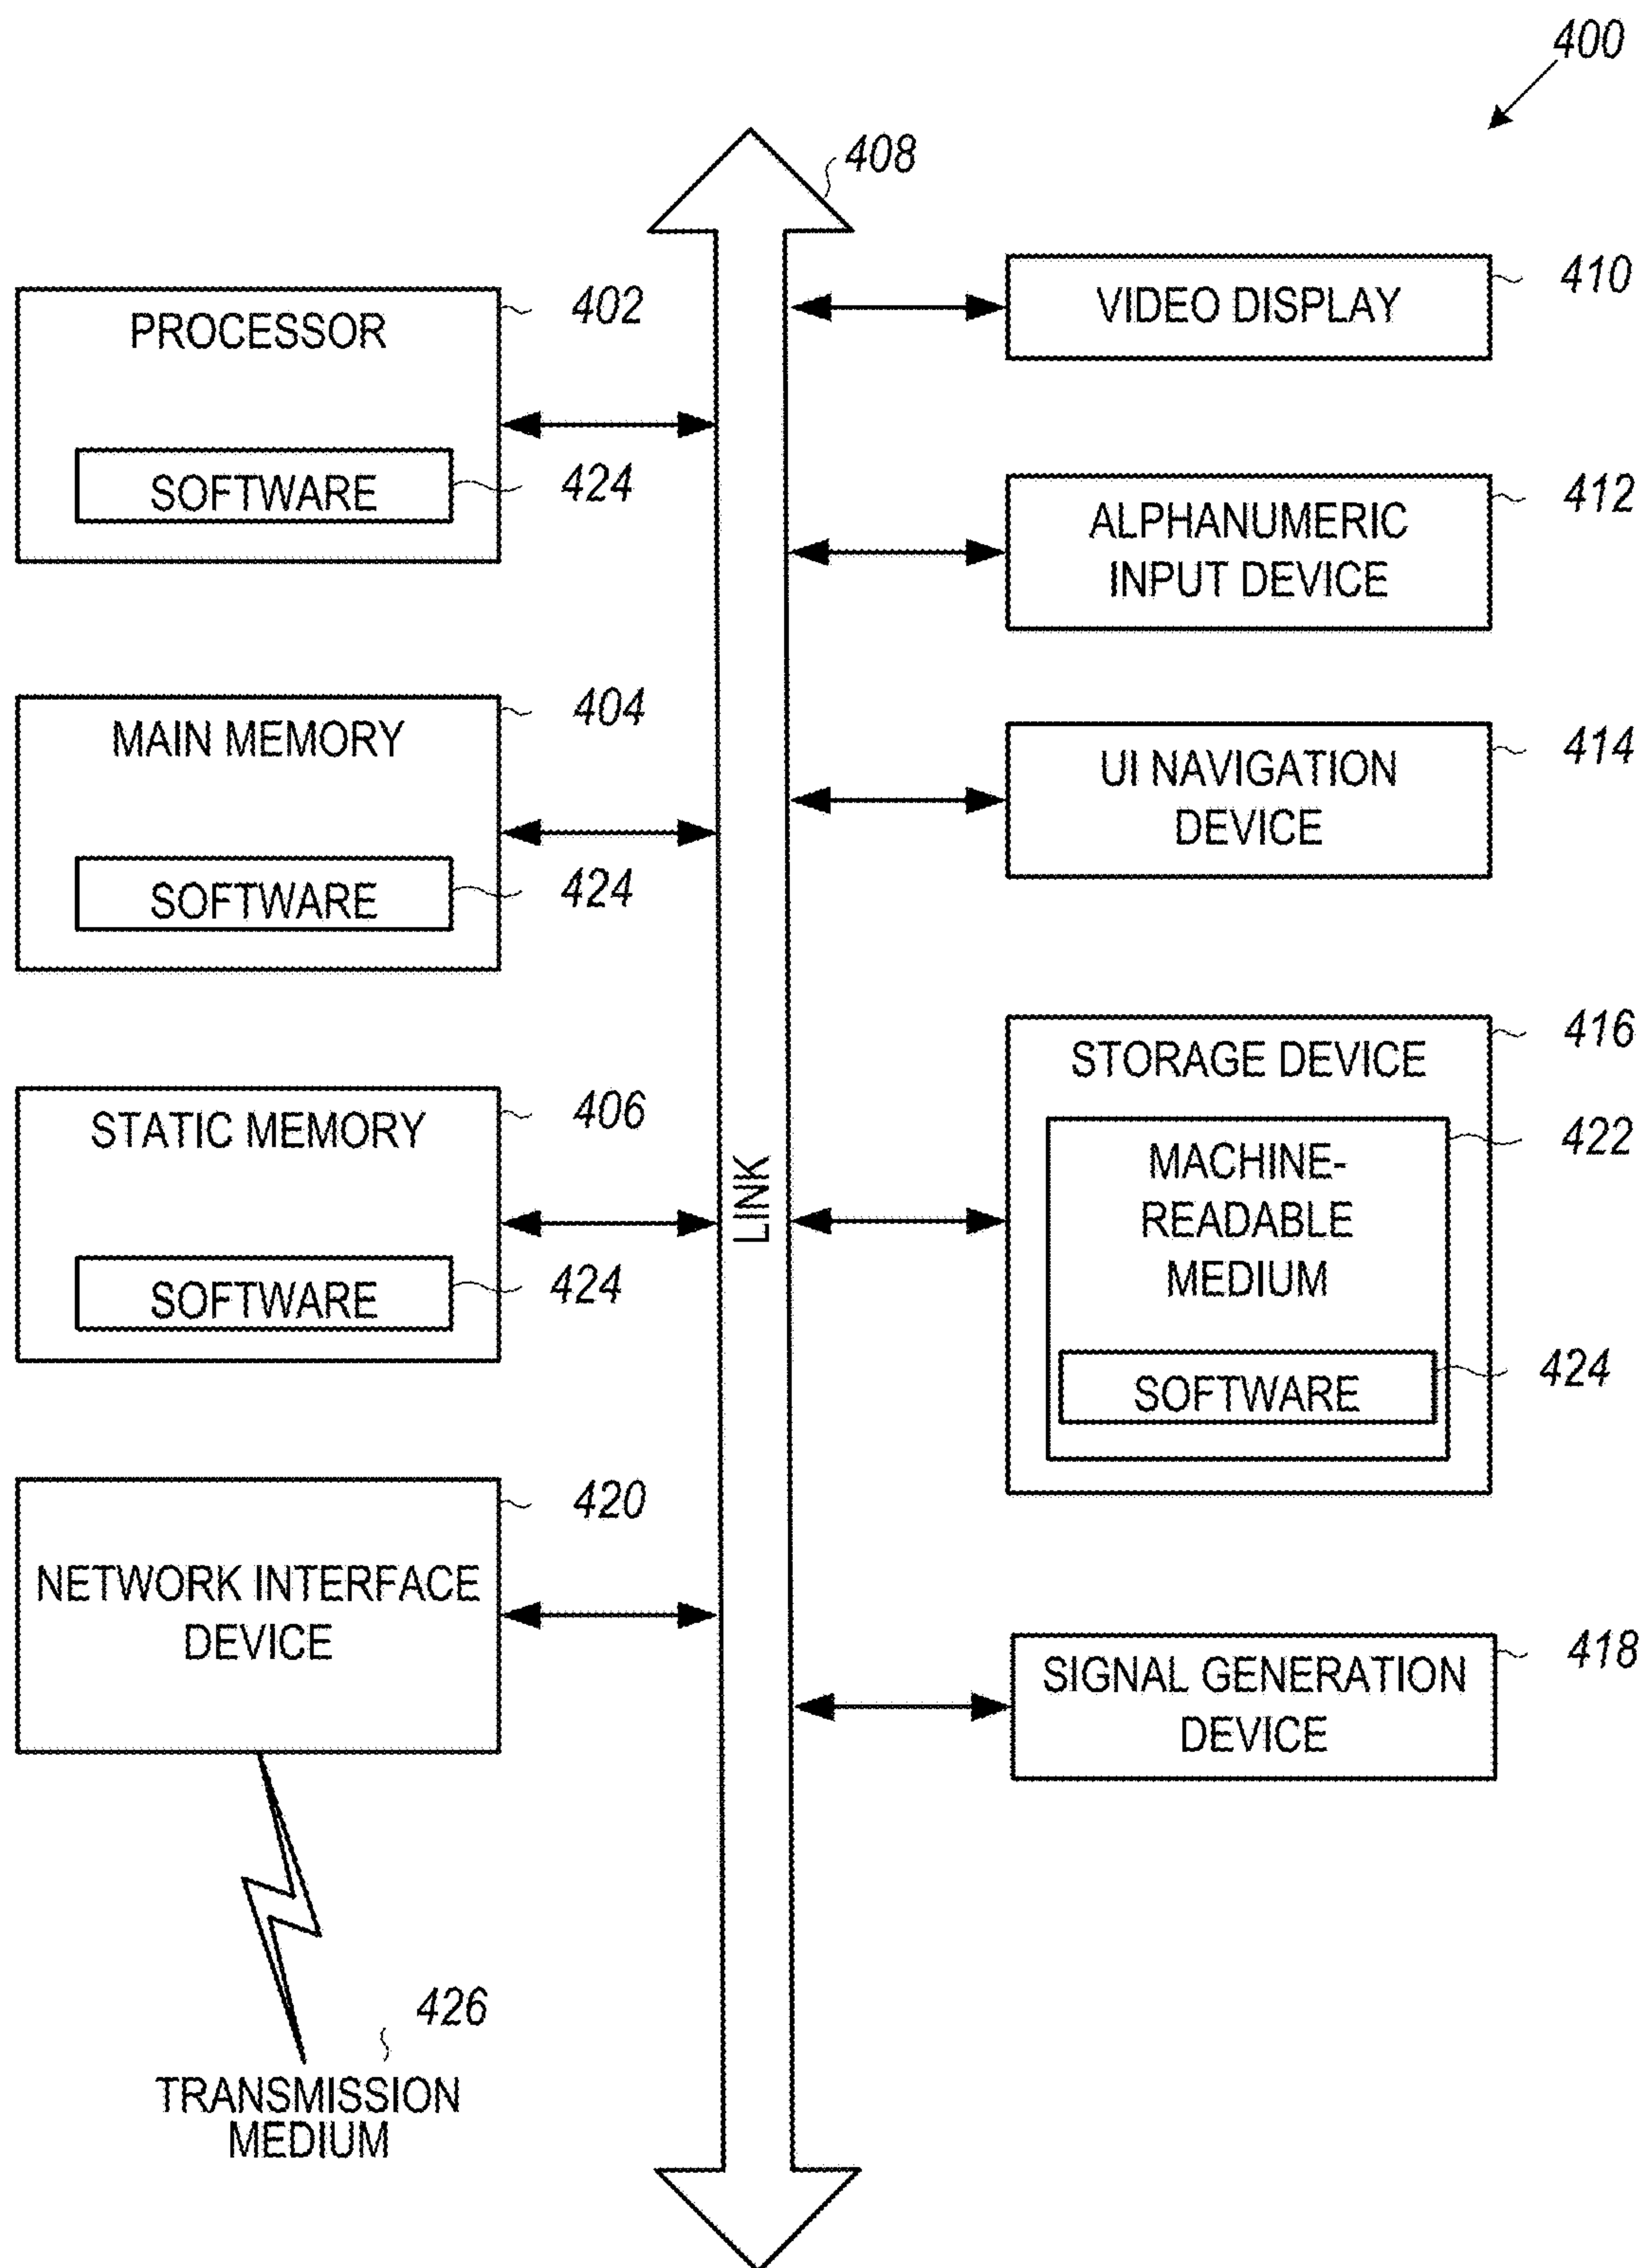 400
408
PROCESSOR
402
SOFTWARE
424
MAIN MEMORY
404
SOFTWARE
424
STATIC MEMORY
406
SOFTWARE
424
NETWORK INTERFACE
DEVICE
420
426
TRANSMISSION
MEDIUM
LINK
VIDEO DISPLAY
410
ALPHANUMERIC
INPUT DEVICE
412
UI NAVIGATION
DEVICE
414
STORAGE DEVICE
416
MACHINE-
READABLE
MEDIUM
422
SOFTWARE
424
SIGNAL GENERATION
DEVICE
418